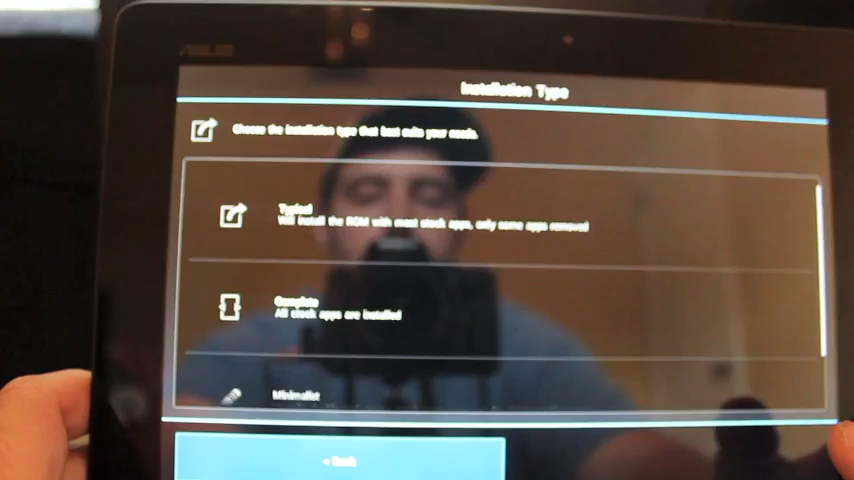 ASUS
Installation Type
Choose the installation type that best suits your needs.
Typical
Will install the ROM with most stock apps, only some apps removed
Complete
All stock apps are installed
Minimalist
< Back